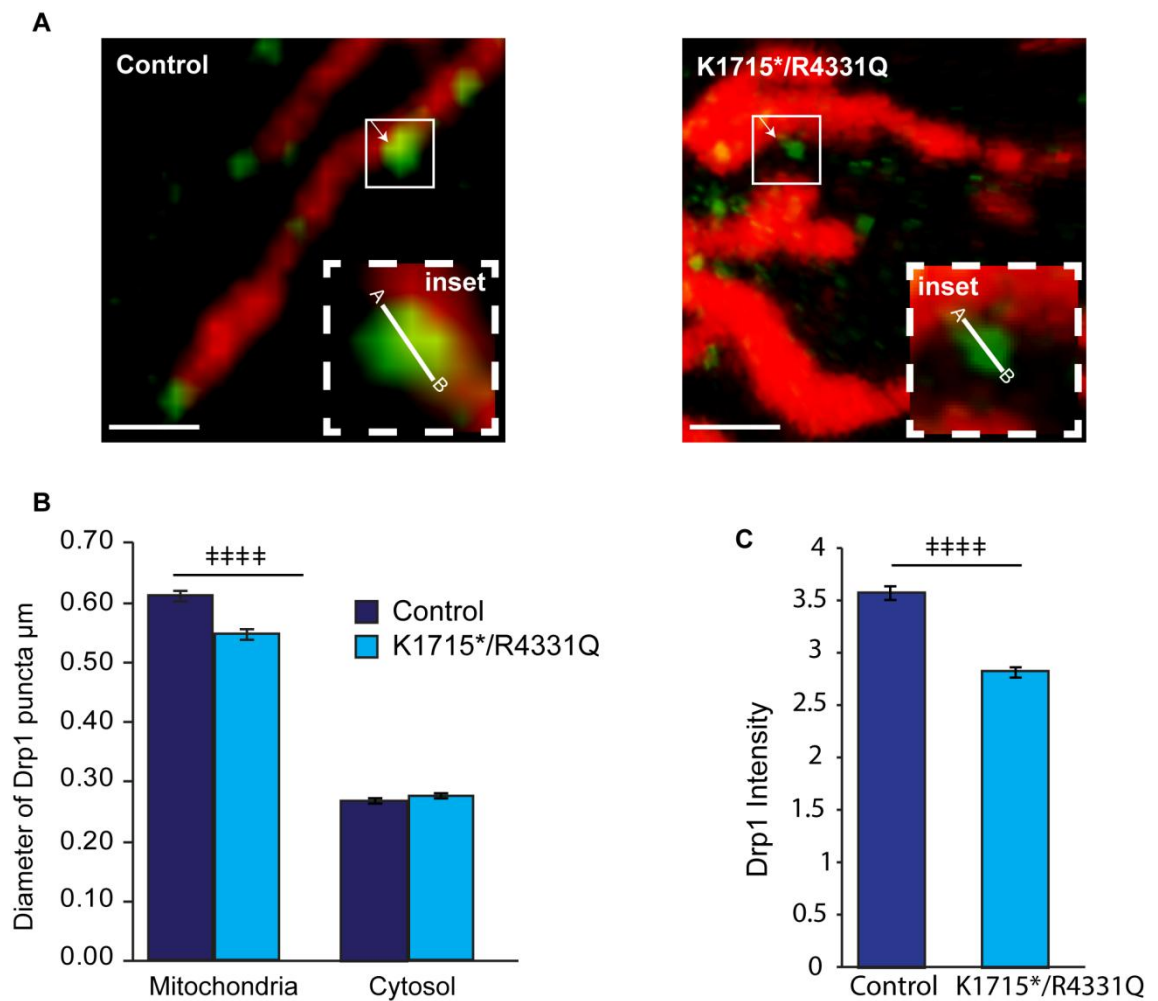 A
Control
K1715*/R4331Q
inset
A
B
inset
A
B
B
Diameter of Drp1 puncta µm
0.70
0.60
0.50
0.40
0.30
0.20
0.10
0.00
‡‡‡‡
Control
K1715*/R4331Q
Mitochondria
Cytosol
C
Drp1 Intensity
4
3.5
3
2.5
2
1.5
1
0.5
0
‡‡‡‡
Control
K1715*/R4331Q